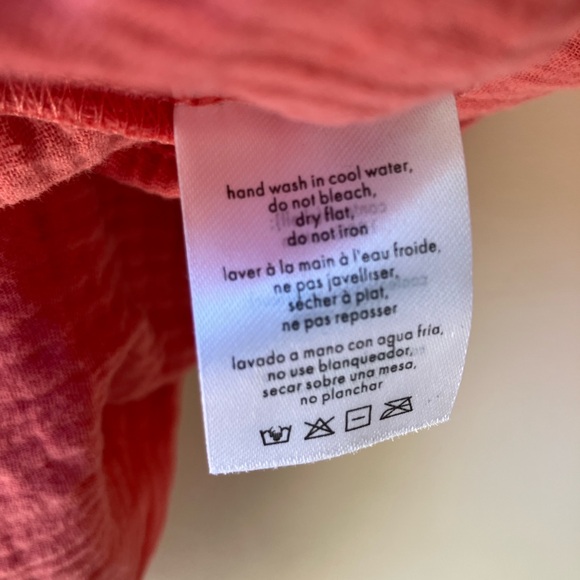 hand wash in cool water,
do not bleach,
dry flat,
do not iron
laver à la main à l'eau froide,
ne pas javelliser,
sécher à plat,
ne pas repasser
lavado a mano con agua fría,
no use blanqueador,
secar sobre una mesa,
no planchar